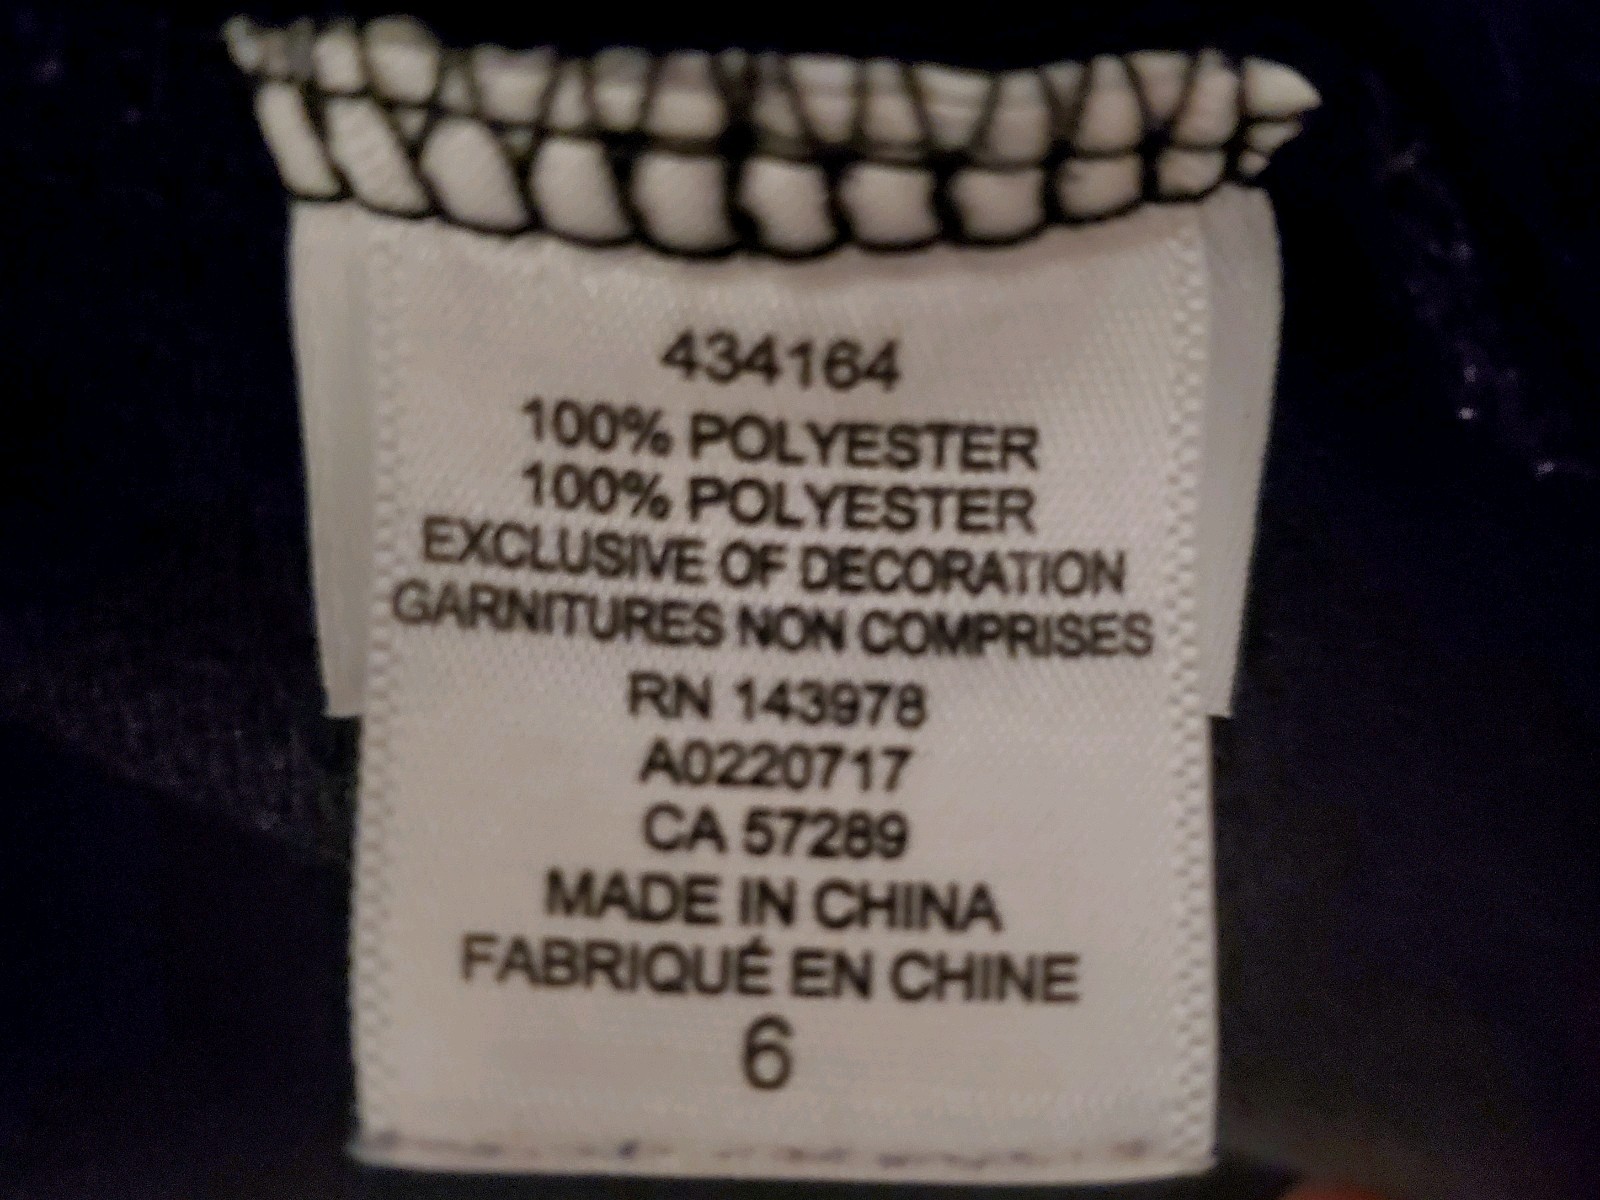 434164
100% POLYESTER
100% POLYESTER
EXCLUSIVE OF DECORATION
GARNITURES NON COMPRISES
RN 143978
A0220717
CA 57289
MADE IN CHINA
FABRIQUÉ EN CHINE
6